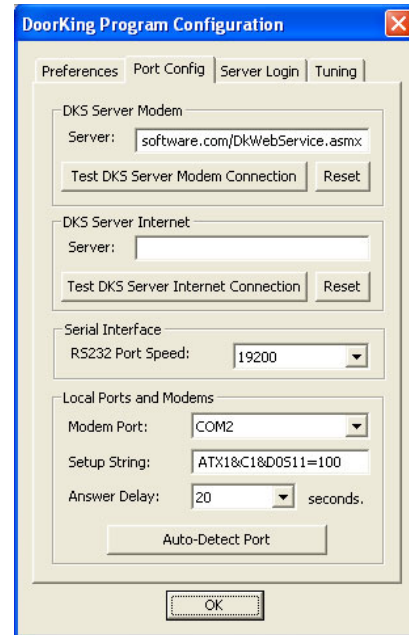 DoorKing Program Configuration
Preferences Port Config Server Login Tuning
DKS Server Modem
Server: software.com/DkWebService.asmx
Test DKS Server Modem Connection Reset
DKS Server Internet
Server:
Test DKS Server Internet Connection Reset
Serial Interface
RS232 Port Speed: 19200
Local Ports and Modems
Modem Port: COM2
Setup String: ATX1&C1&D0S11=100
Answer Delay: 20 seconds.
Auto-Detect Port
OK